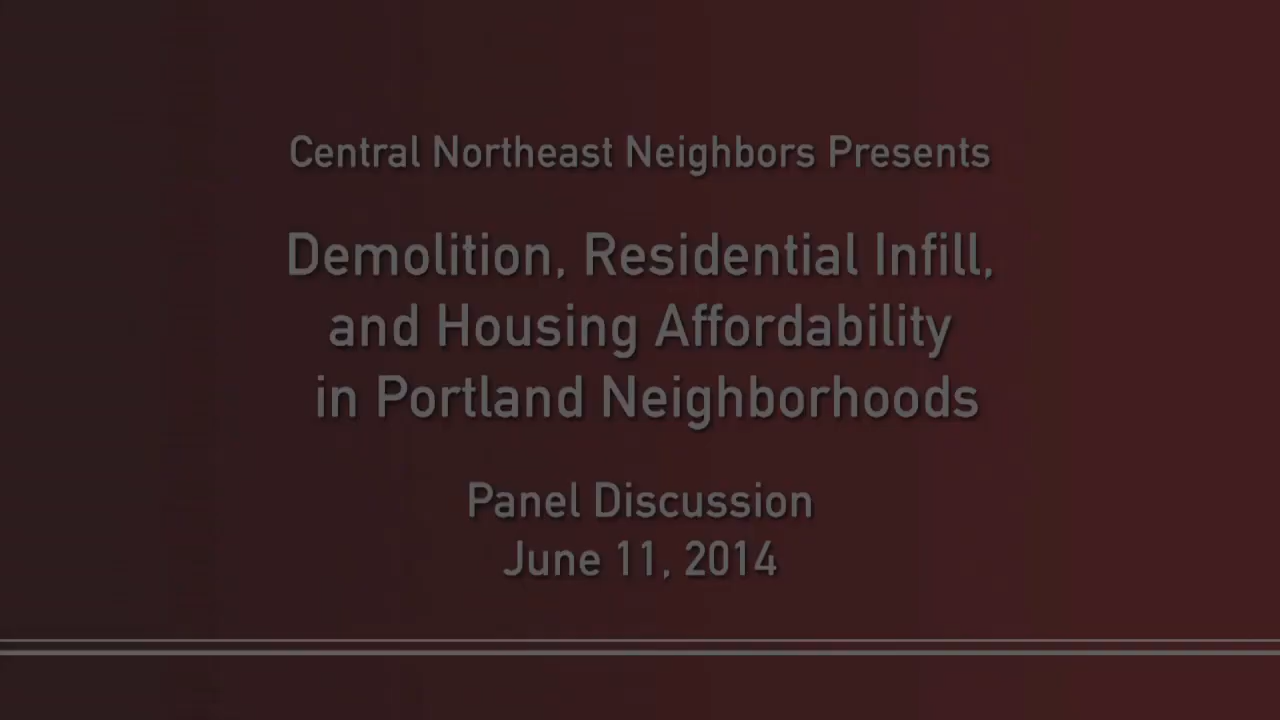 Central Northeast Neighbors Presents
Demolition, Residential Infill,
and Housing Affordability
in Portland Neighborhoods
Panel Discussion
June 11, 2014